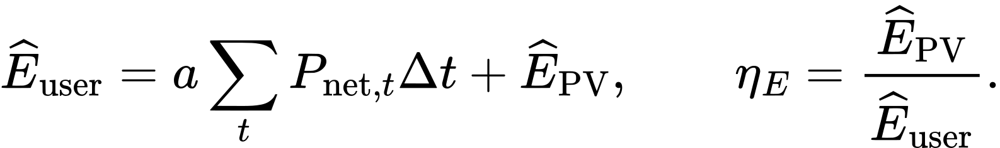 \widehat{E}_{\text{user}} = a \sum_{t} P_{\text{net},t} \Delta t + \widehat{E}_{\text{PV}}, \qquad \eta_E = \frac{\widehat{E}_{\text{PV}}}{\widehat{E}_{\text{user}}}.